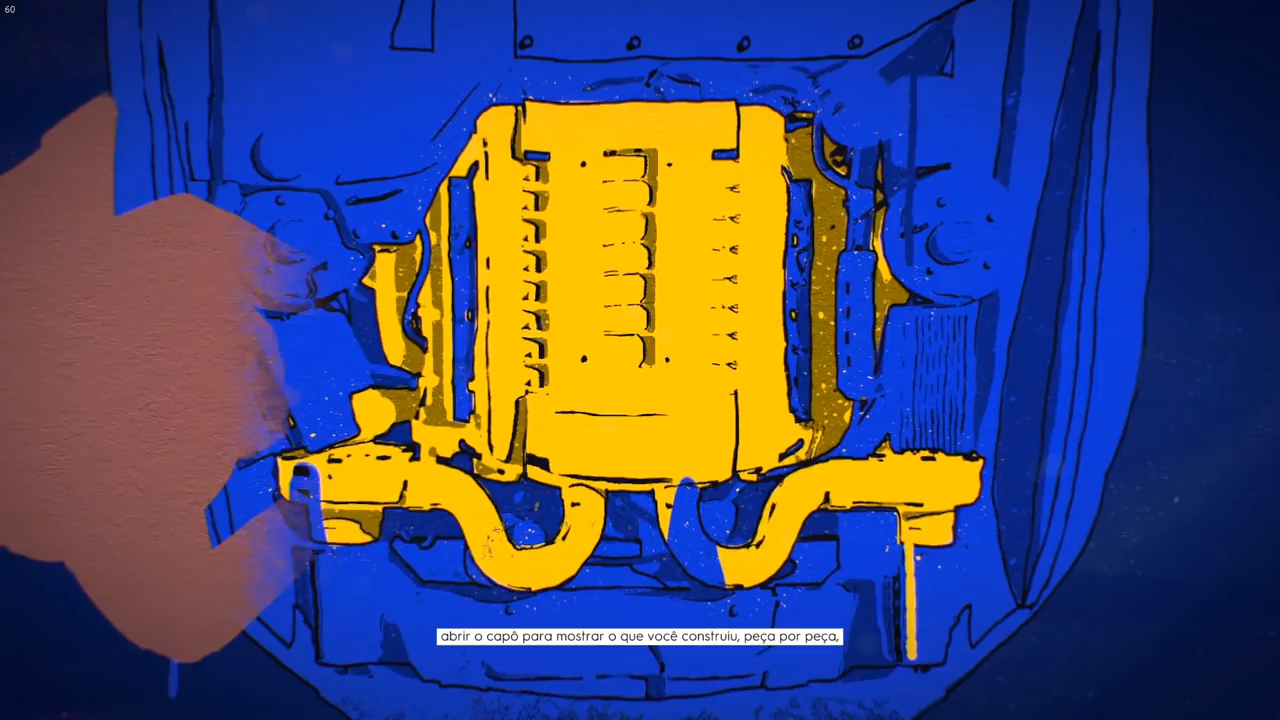 60
abrir o capô para mostrar o que você construiu, peça por peça,